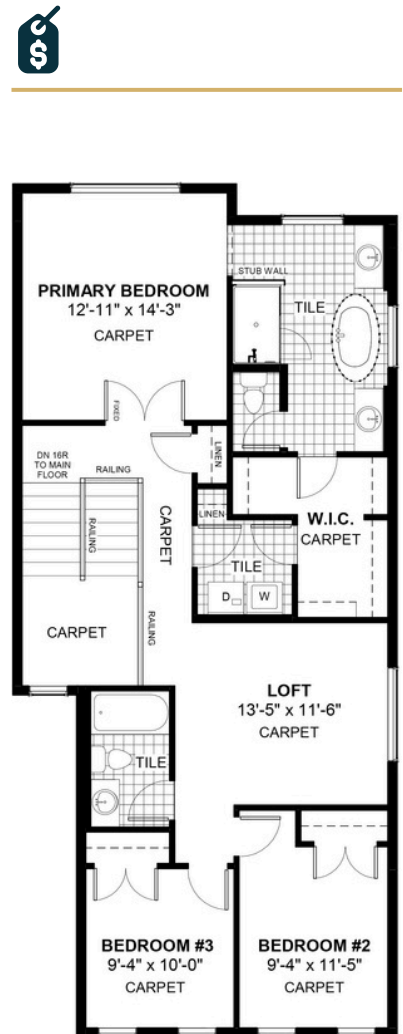 $
PRIMARY BEDROOM
12'-11" x 14'-3"
CARPET
STUB WALL
TILE
FIXED
LINEN
DN 16R
TO MAIN
FLOOR
RAILING
RAILING
CARPET
LINEN
W.I.C.
CARPET
TILE
D
W
CARPET
RAILING
LOFT
13'-5" x 11'-6"
CARPET
TILE
BEDROOM #3
9'-4" x 10'-0"
CARPET
BEDROOM #2
9'-4" x 11'-5"
CARPET